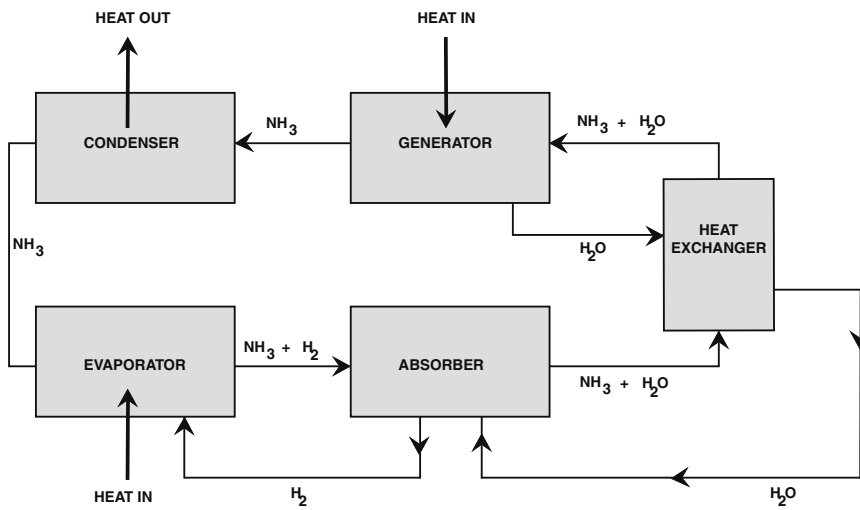 HEAT OUT
HEAT IN
CONDENSER
NH3
GENERATOR
NH3 + H2O
NH3
H2O
HEAT
EXCHANGER
EVAPORATOR
NH3 + H2
ABSORBER
NH3 + H2O
HEAT IN
H2
H2O